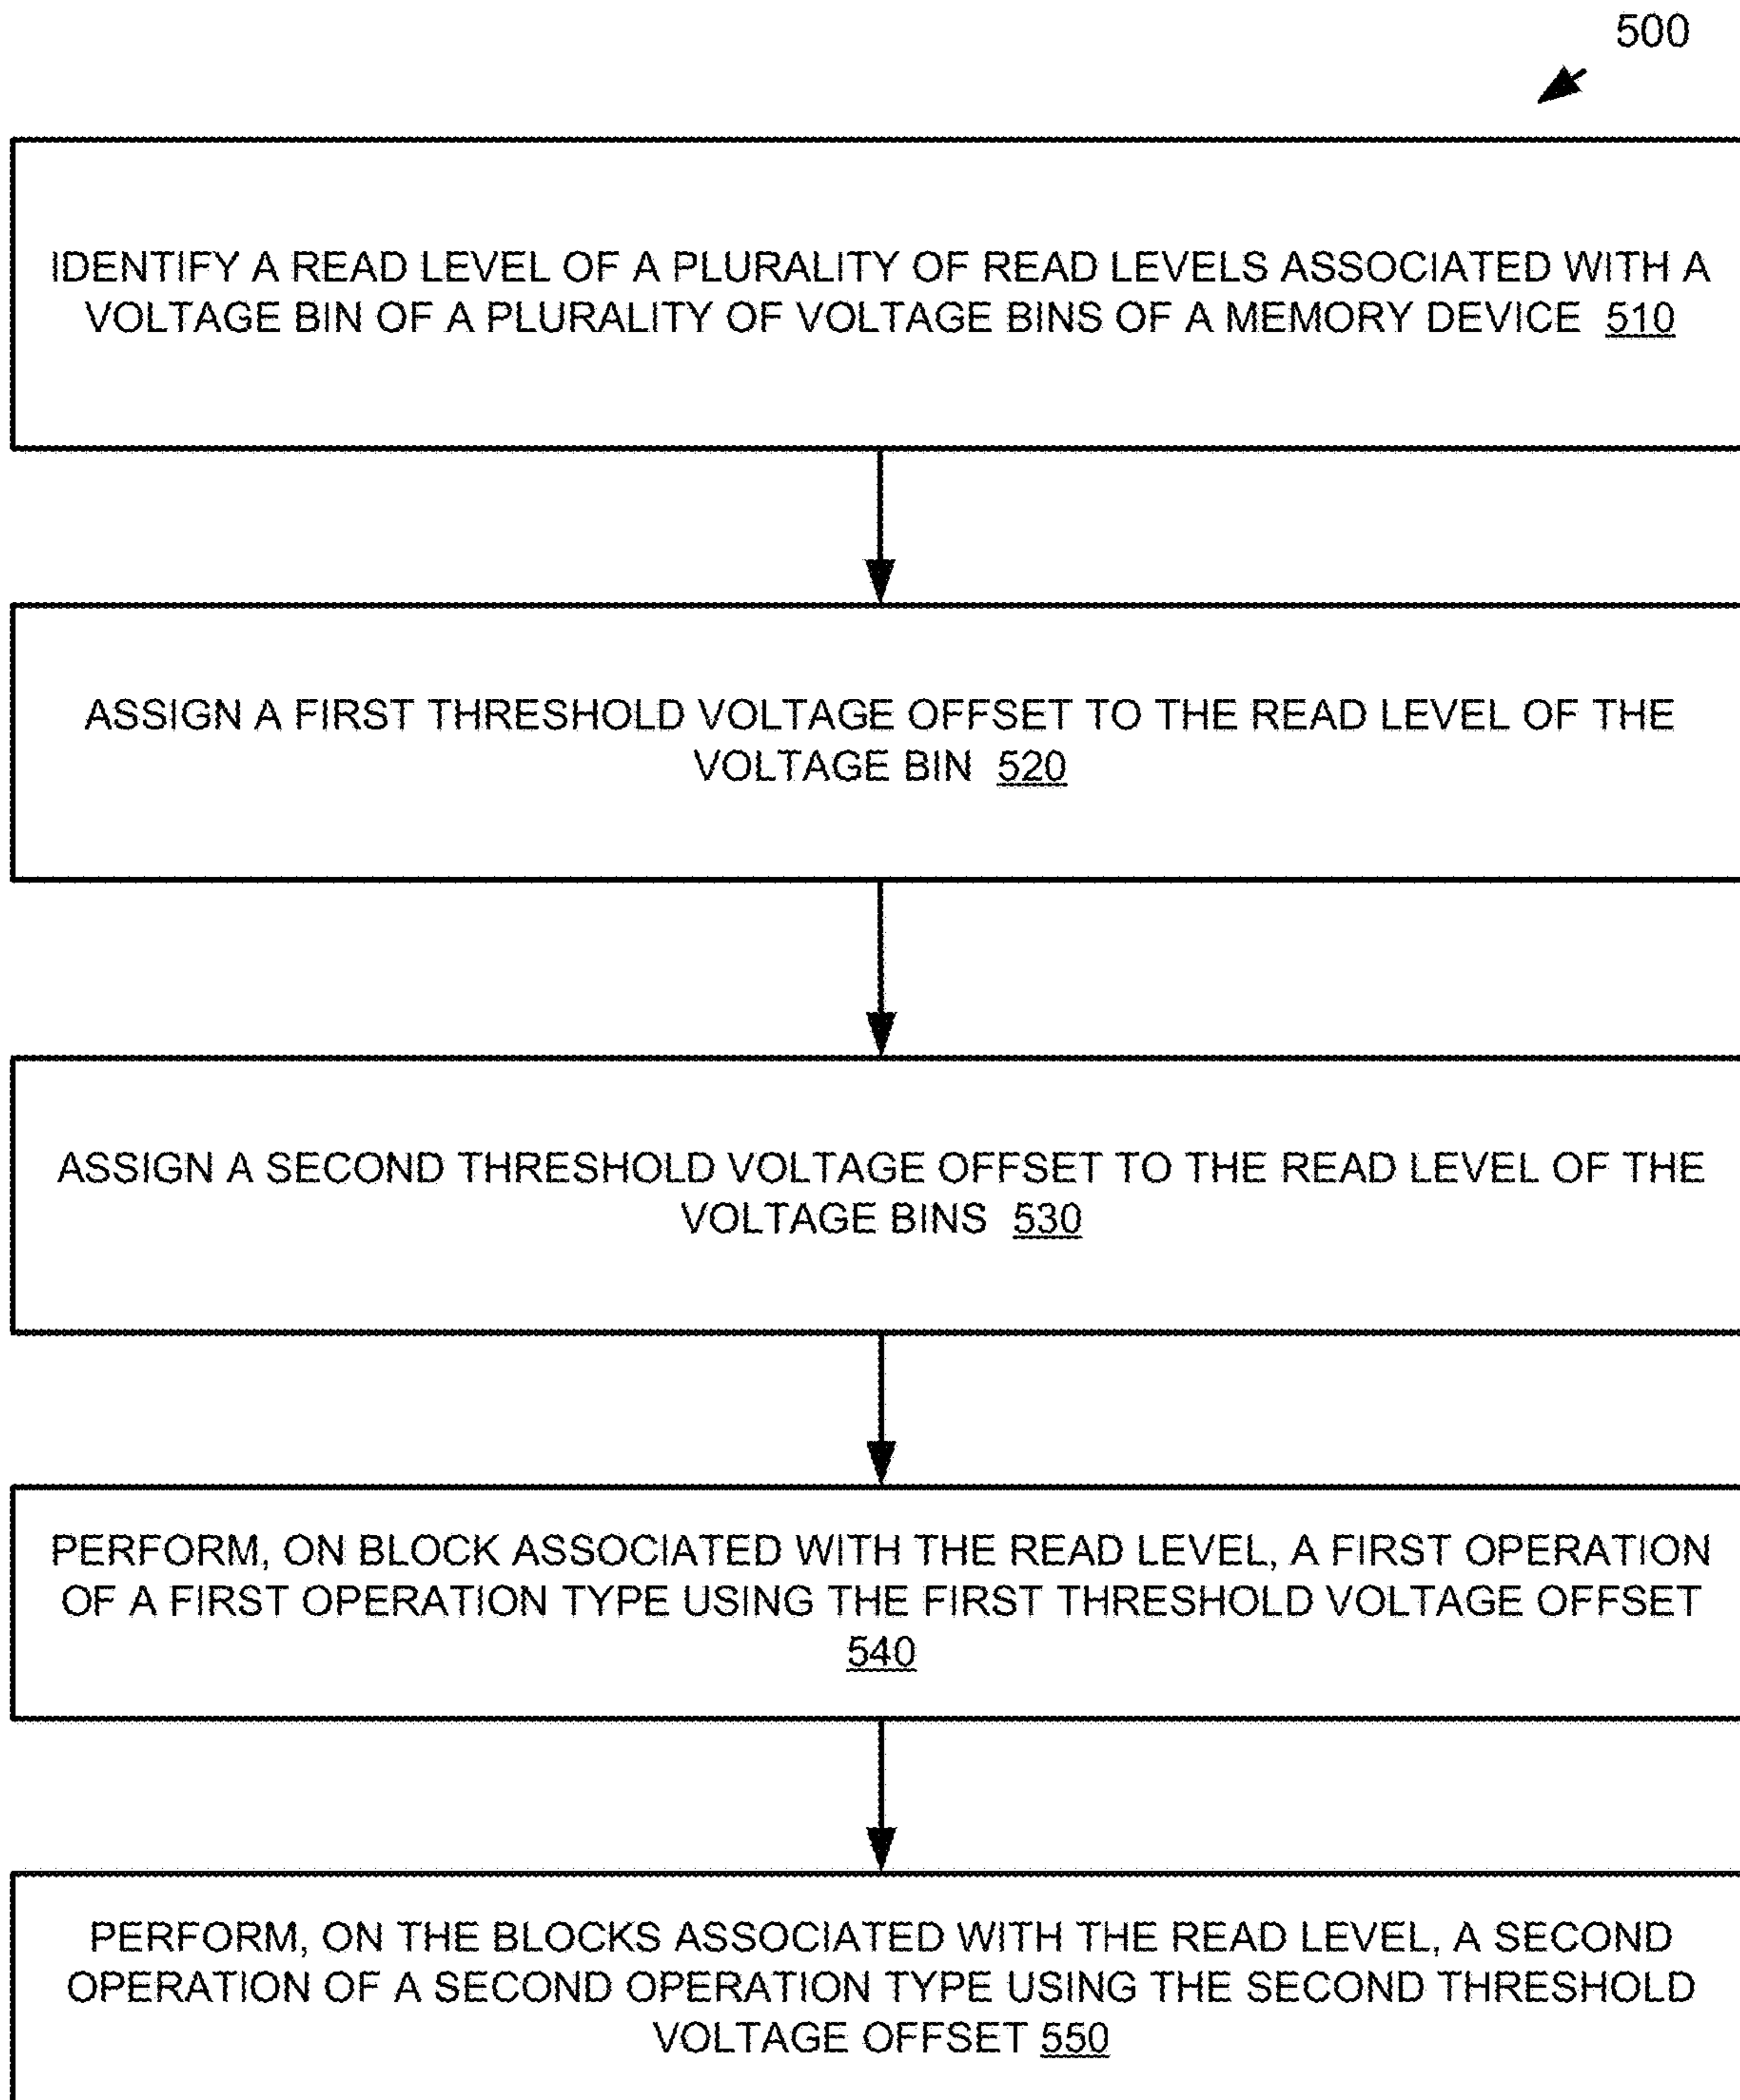 500
IDENTIFY A READ LEVEL OF A PLURALITY OF READ LEVELS ASSOCIATED WITH A
VOLTAGE BIN OF A PLURALITY OF VOLTAGE BINS OF A MEMORY DEVICE 510
ASSIGN A FIRST THRESHOLD VOLTAGE OFFSET TO THE READ LEVEL OF THE
VOLTAGE BIN 520
ASSIGN A SECOND THRESHOLD VOLTAGE OFFSET TO THE READ LEVEL OF THE
VOLTAGE BINS 530
PERFORM, ON BLOCK ASSOCIATED WITH THE READ LEVEL, A FIRST OPERATION
OF A FIRST OPERATION TYPE USING THE FIRST THRESHOLD VOLTAGE OFFSET
540
PERFORM, ON THE BLOCKS ASSOCIATED WITH THE READ LEVEL, A SECOND
OPERATION OF A SECOND OPERATION TYPE USING THE SECOND THRESHOLD
VOLTAGE OFFSET 550